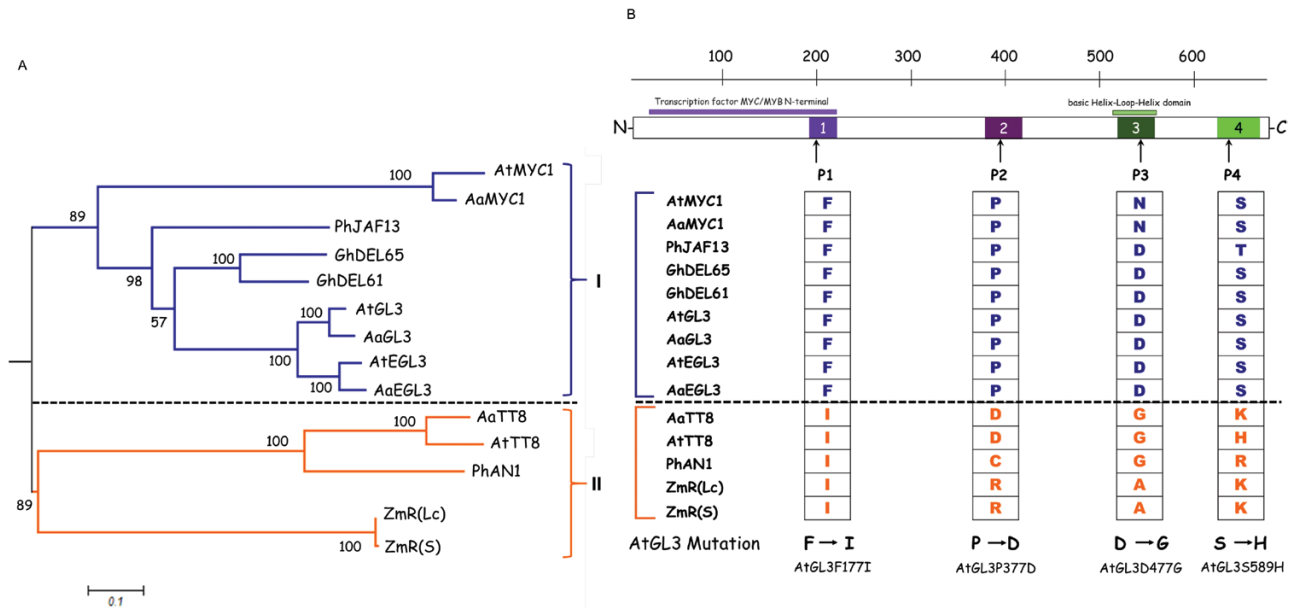 A
AtMYC1
AaMYC1
PhJAF13
GhDEL65
GhDEL61
AtGL3
AaGL3
AtEGL3
AaEGL3
AaTT8
AtTT8
PhAN1
ZmR(Lc)
ZmR(S)
100
89
98
100
57
100
100
100
100
100
89
100
I
II
0.1
B
100 200 300 400 500 600
Transcription factor MYC/MYB N-terminal
basic Helix-Loop-Helix domain
N 1 2 3 4 C
P1 P2 P3 P4
AtMYC1 F P N S
AaMYC1 F P N S
PhJAF13 F P D T
GhDEL65 F P D S
GhDEL61 F P D S
AtGL3 F P D S
AaGL3 F P D S
AtEGL3 F P D S
AaEGL3 F P D S
AaTT8 I D G K
AtTT8 I D G H
PhAN1 I C G R
ZmR(Lc) I R A K
ZmR(S) I R A K
AtGL3 Mutation F → I P → D D → G S → H
AtGL3F177I AtGL3P377D AtGL3D477G AtGL3S589H